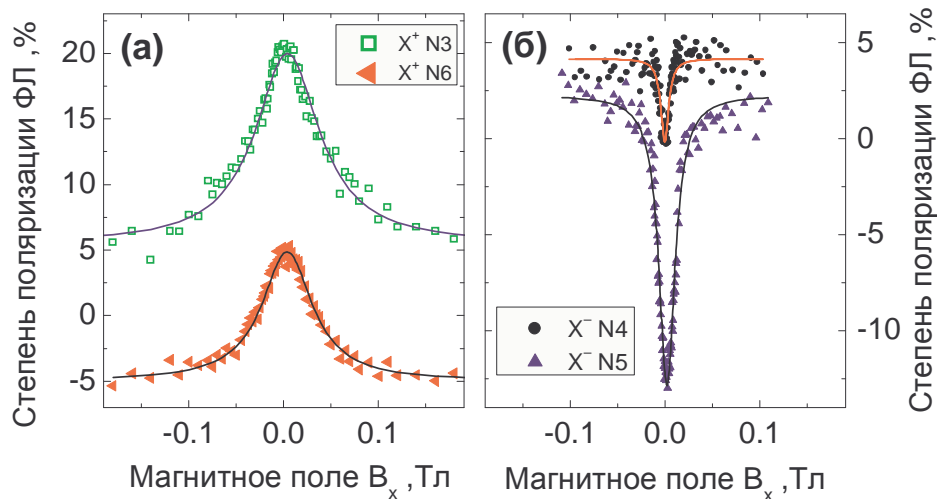 (а)
X⁺ N3
X⁺ N6
Степень поляризации ФЛ ,%
20
15
10
5
0
-5
-0.1
0.0
0.1
Магнитное поле Bₓ ,Тл
(б)
X⁻ N4
X⁻ N5
Степень поляризации ФЛ ,%
5
0
-5
-10
-0.1
0.0
0.1
Магнитное поле Bₓ ,Тл